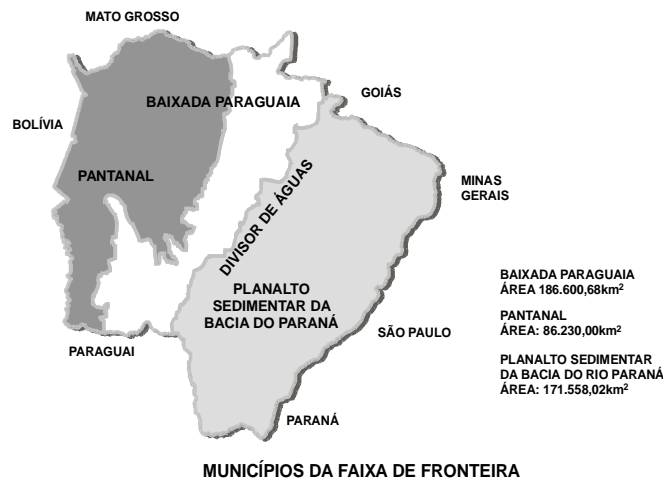 MATO GROSSO
GOIÁS
BAIXADA PARAGUAIA
BOLÍVIA
PANTANAL
MINAS
GERAIS
DIVISOR DE ÁGUAS
PLANALTO
SEDIMENTAR DA
BACIA DO PARANÁ
SÃO PAULO
PARAGUAI
PARANÁ
BAIXADA PARAGUAIA
ÁREA 186.600,68km²
PANTANAL
ÁREA: 86.230,00km²
PLANALTO SEDIMENTAR
DA BACIA DO RIO PARANÁ
ÁREA: 171.558,02km²
MUNICÍPIOS DA FAIXA DE FRONTEIRA